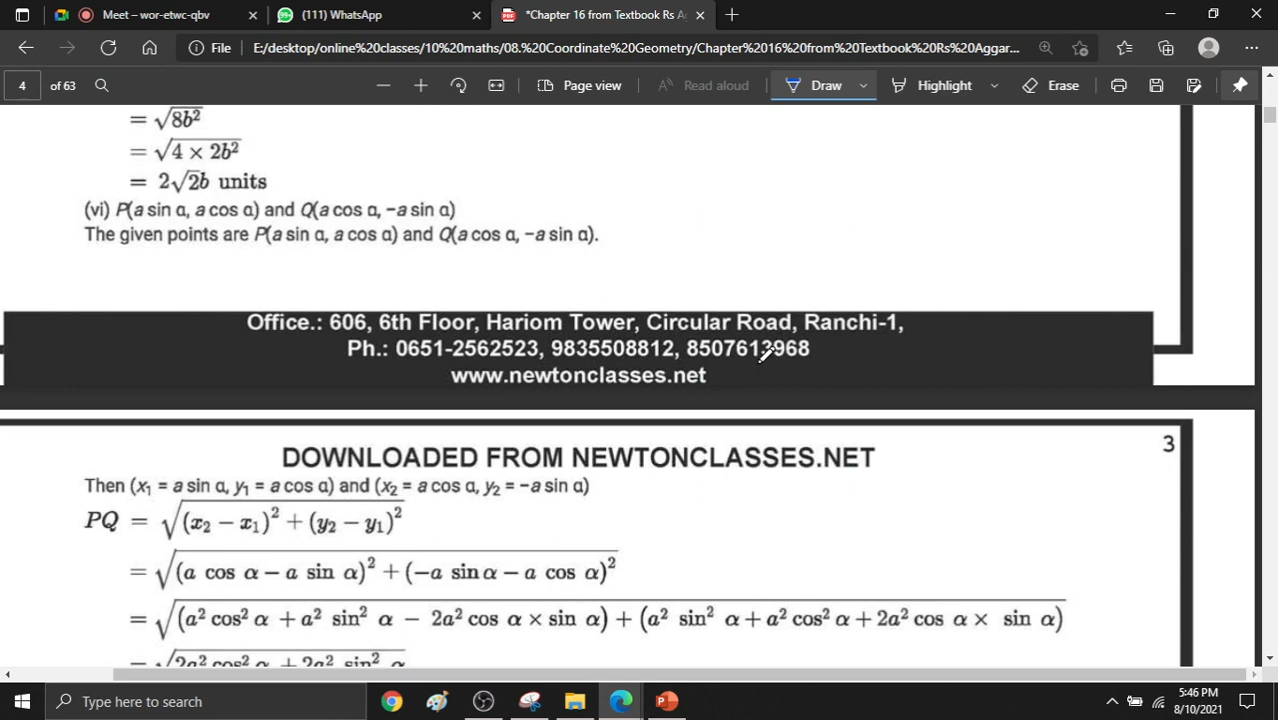 Meet – wor-etwc-qbv
(111) WhatsApp
*Chapter 16 from Textbook Rs Ag
File
E:/desktop/online%20classes/10%20maths/08.%20Coordinate%20Geometry/Chapter%2016%20from%20Textbook%20Rs%20Aggar...
4 of 63
Page view
Read aloud
Draw
Highlight
Erase
= √8b²
= √4 × 2b²
= 2√2b units
(vi) P(a sin α, a cos α) and Q(a cos α, −a sin α)
The given points are P(a sin α, a cos α) and Q(a cos α, −a sin α).
Office.: 606, 6th Floor, Hariom Tower, Circular Road, Ranchi-1,
Ph.: 0651-2562523, 9835508812, 8507613968
www.newtonclasses.net
3
DOWNLOADED FROM NEWTONCLASSES.NET
Then (x₁ = a sin α, y₁ = a cos α) and (x₂ = a cos α, y₂ = −a sin α)
PQ = √(x₂ − x₁)² + (y₂ − y₁)²
= √(a cos α − a sin α)² + (−a sin α − a cos α)²
= √(a² cos² α + a² sin² α − 2a² cos α × sin α) + (a² sin² α + a² cos² α + 2a² cos α × sin α)
= √2a² cos² α + 2a² sin² α
Type here to search
5:46 PM
8/10/2021